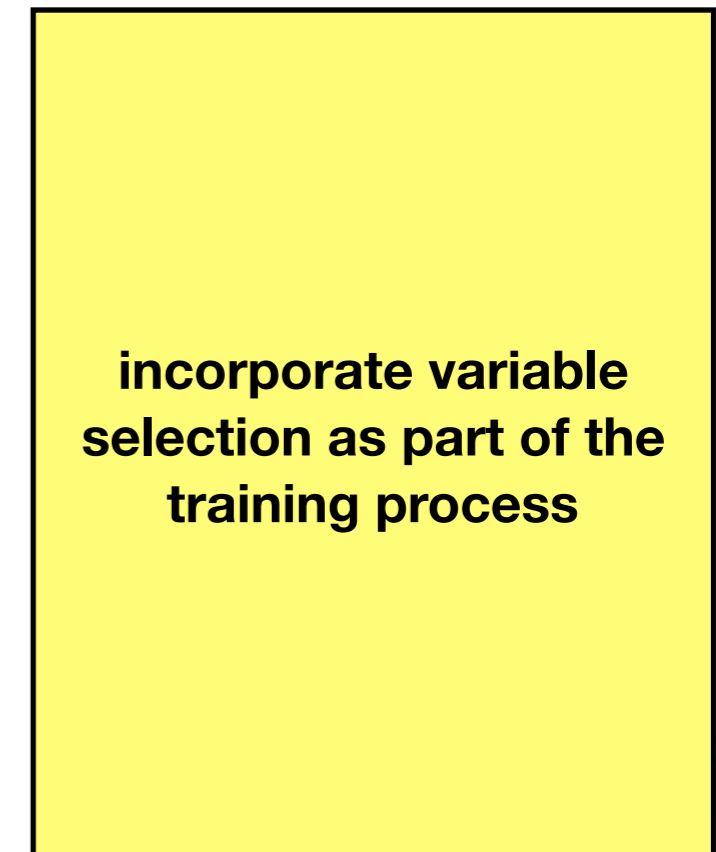 incorporate variable
selection as part of the
training process